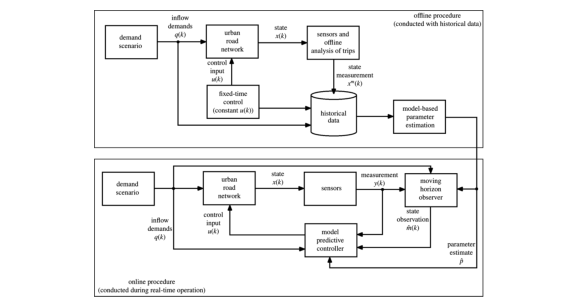 offline procedure
(conducted with historical data)
inflow
demands
q(k)
demand
scenario
urban
road
network
state
x(k)
sensors and
offline
analysis of trips
control
input
u(k)
state
measurement
xᵐ(k)
fixed-time
control
(constant u(k))
historical
data
model-based
parameter
estimation
demand
scenario
urban
road
network
state
x(k)
sensors
measurement
y(k)
moving
horizon
observer
inflow
demands
q(k)
control
input
u(k)
model
predictive
controller
state
observation
m̂(k)
parameter
estimate
p̂
online procedure
(conducted during real-time operation)